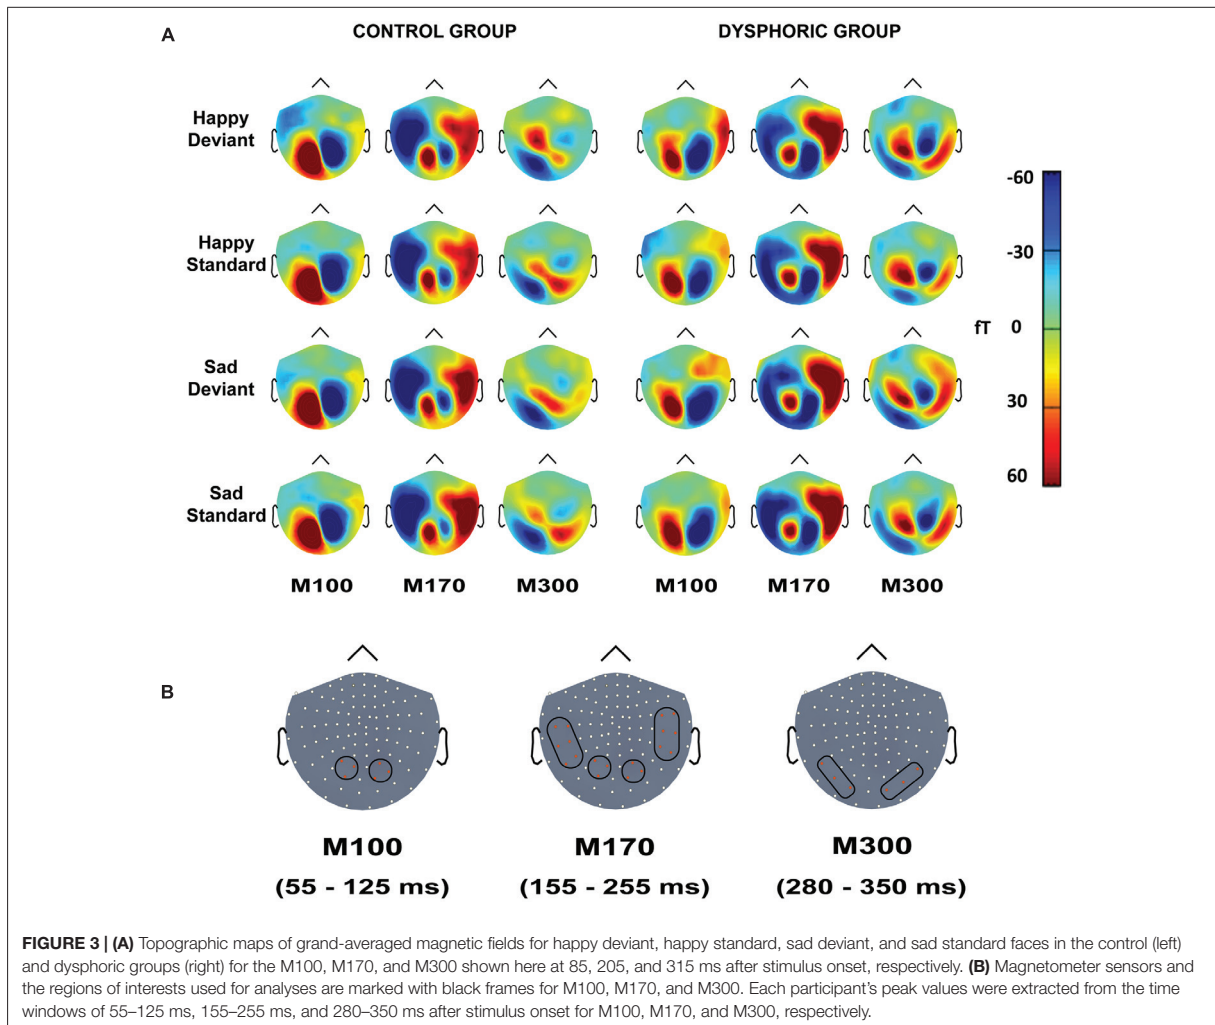 A
CONTROL GROUP
DYSPHORIC GROUP
Happy
Deviant
Happy
Standard
Sad
Deviant
Sad
Standard
-60
-30
fT 0
30
60
M100 M170 M300 M100 M170 M300
B
M100 M170 M300
(55 - 125 ms) (155 - 255 ms) (280 - 350 ms)
FIGURE 3 | (A) Topographic maps of grand-averaged magnetic fields for happy deviant, happy standard, sad deviant, and sad standard faces in the control (left)
and dysphoric groups (right) for the M100, M170, and M300 shown here at 85, 205, and 315 ms after stimulus onset, respectively. (B) Magnetometer sensors and
the regions of interests used for analyses are marked with black frames for M100, M170, and M300. Each participant's peak values were extracted from the time
windows of 55–125 ms, 155–255 ms, and 280–350 ms after stimulus onset for M100, M170, and M300, respectively.